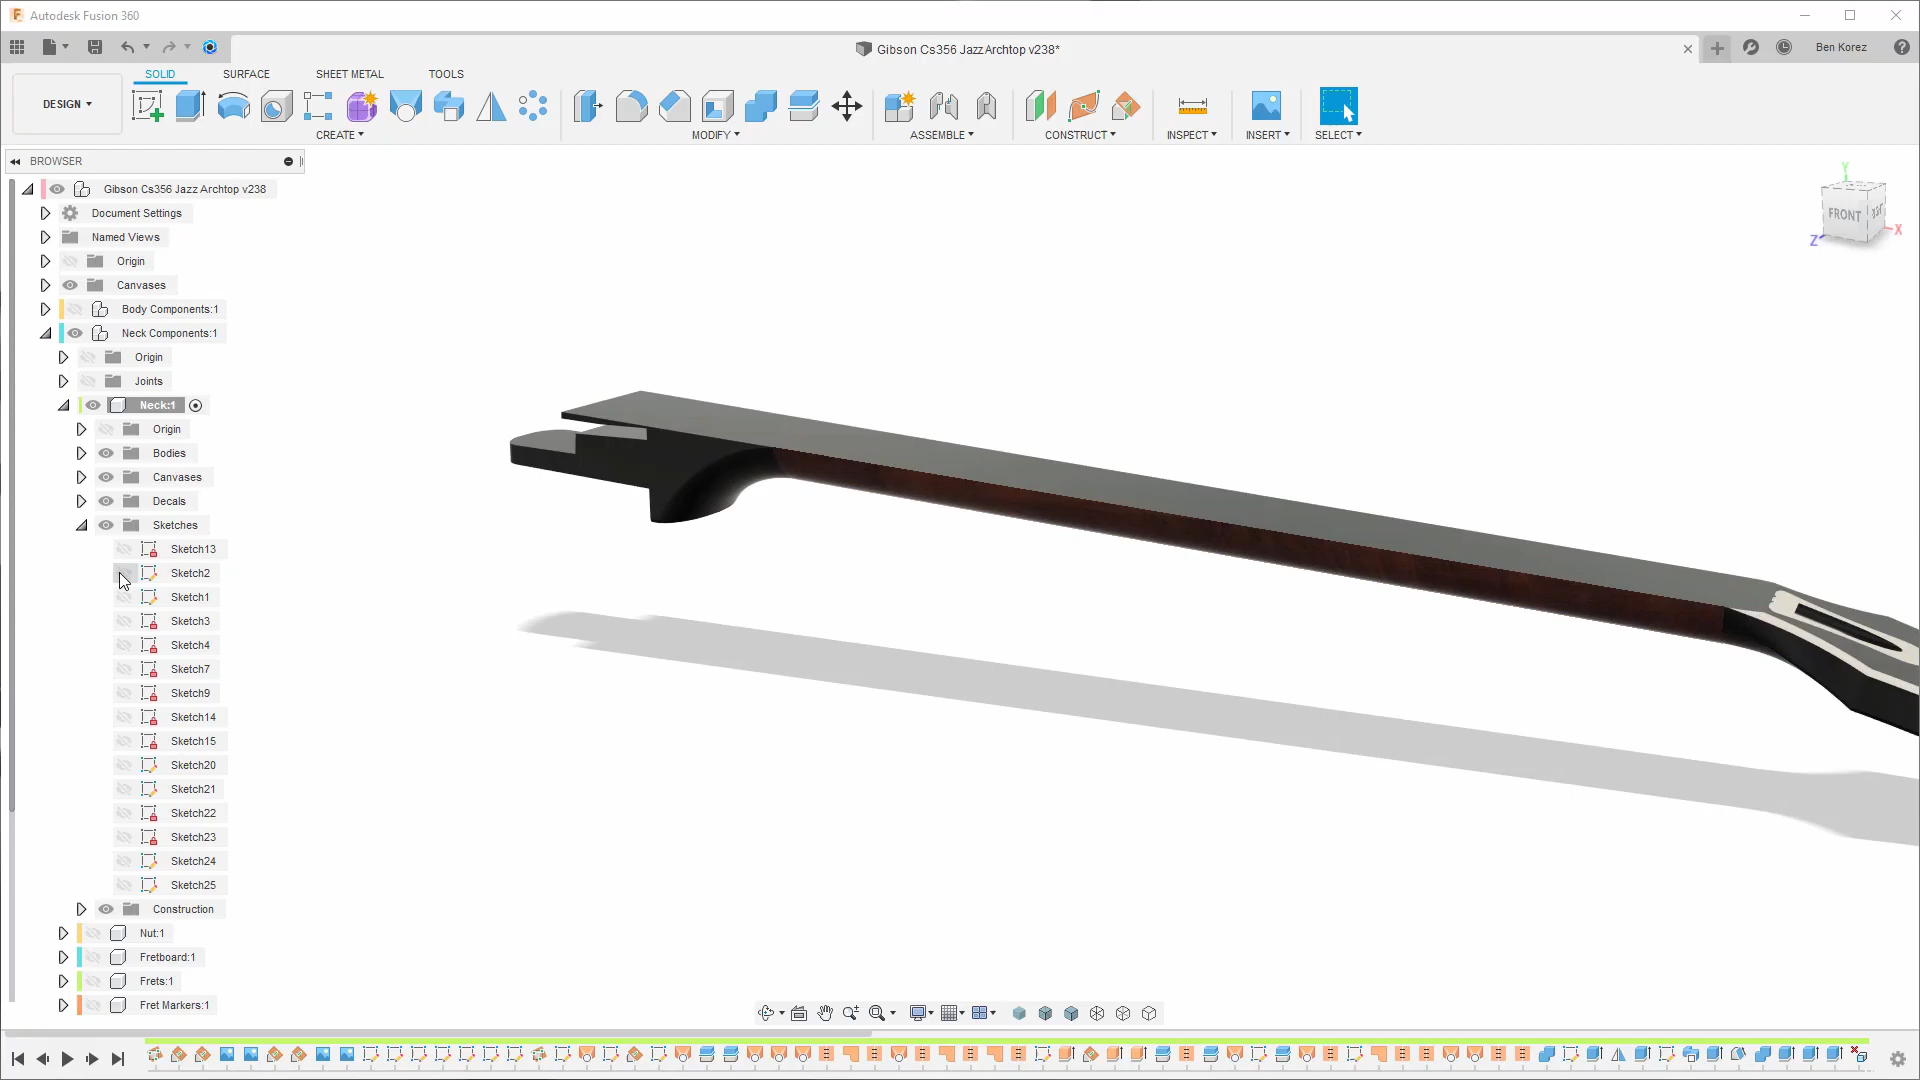 Autodesk Fusion 360
Gibson Cs356 Jazz Archtop v238*
Ben Korez
DESIGN
SOLID SURFACE SHEET METAL TOOLS
CREATE MODIFY ASSEMBLE CONSTRUCT INSPECT INSERT SELECT
BROWSER
Gibson Cs356 Jazz Archtop v238
Document Settings
Named Views
Origin
Canvases
Body Components:1
Neck Components:1
Origin
Joints
Neck:1
Origin
Bodies
Canvases
Decals
Sketches
Sketch13
Sketch2
Sketch1
Sketch3
Sketch4
Sketch7
Sketch9
Sketch14
Sketch15
Sketch20
Sketch21
Sketch22
Sketch23
Sketch24
Sketch25
Construction
Nut:1
Fretboard:1
Frets:1
Fret Markers:1
Y
FRONT
X
Z